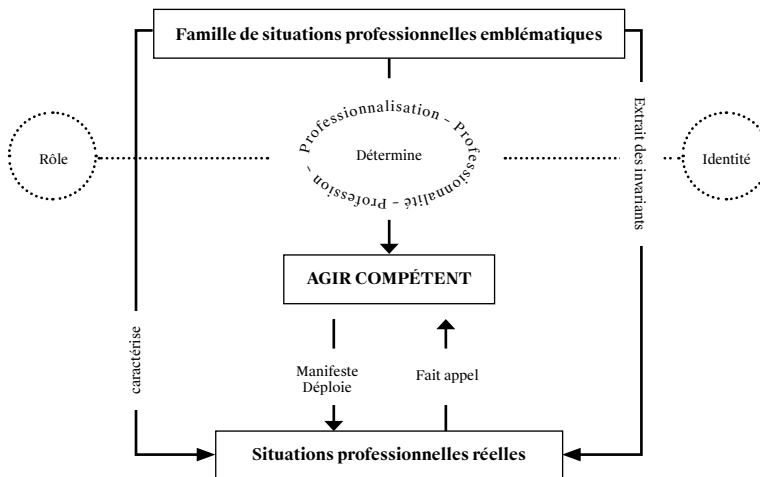 Famille de situations professionnelles emblématiques
Professionnalisation – Professionnalité – Profession –
Rôle
Détermine
Identité
Extrait des invariants
AGIR COMPÉTENT
caractérise
Manifeste
Déploie
Fait appel
Situations professionnelles réelles